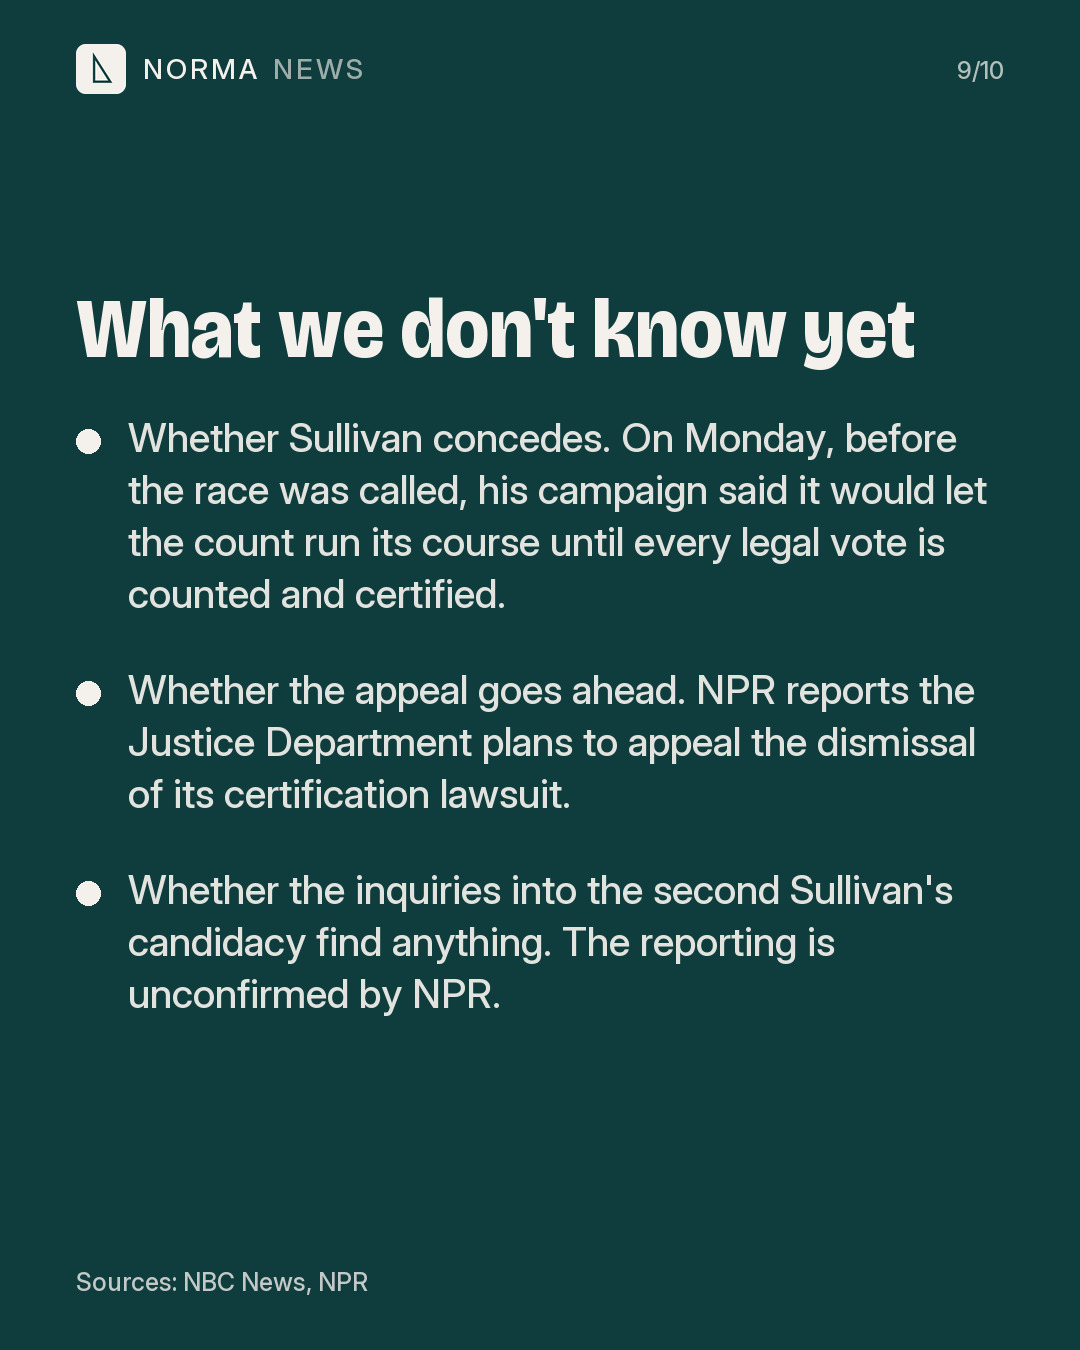 NORMA NEWS
9/10
What we don't know yet
Whether Sullivan concedes. On Monday, before
the race was called, his campaign said it would let
the count run its course until every legal vote is
counted and certified.
Whether the appeal goes ahead. NPR reports the
Justice Department plans to appeal the dismissal
of its certification lawsuit.
Whether the inquiries into the second Sullivan's
candidacy find anything. The reporting is
unconfirmed by NPR.
Sources: NBC News, NPR